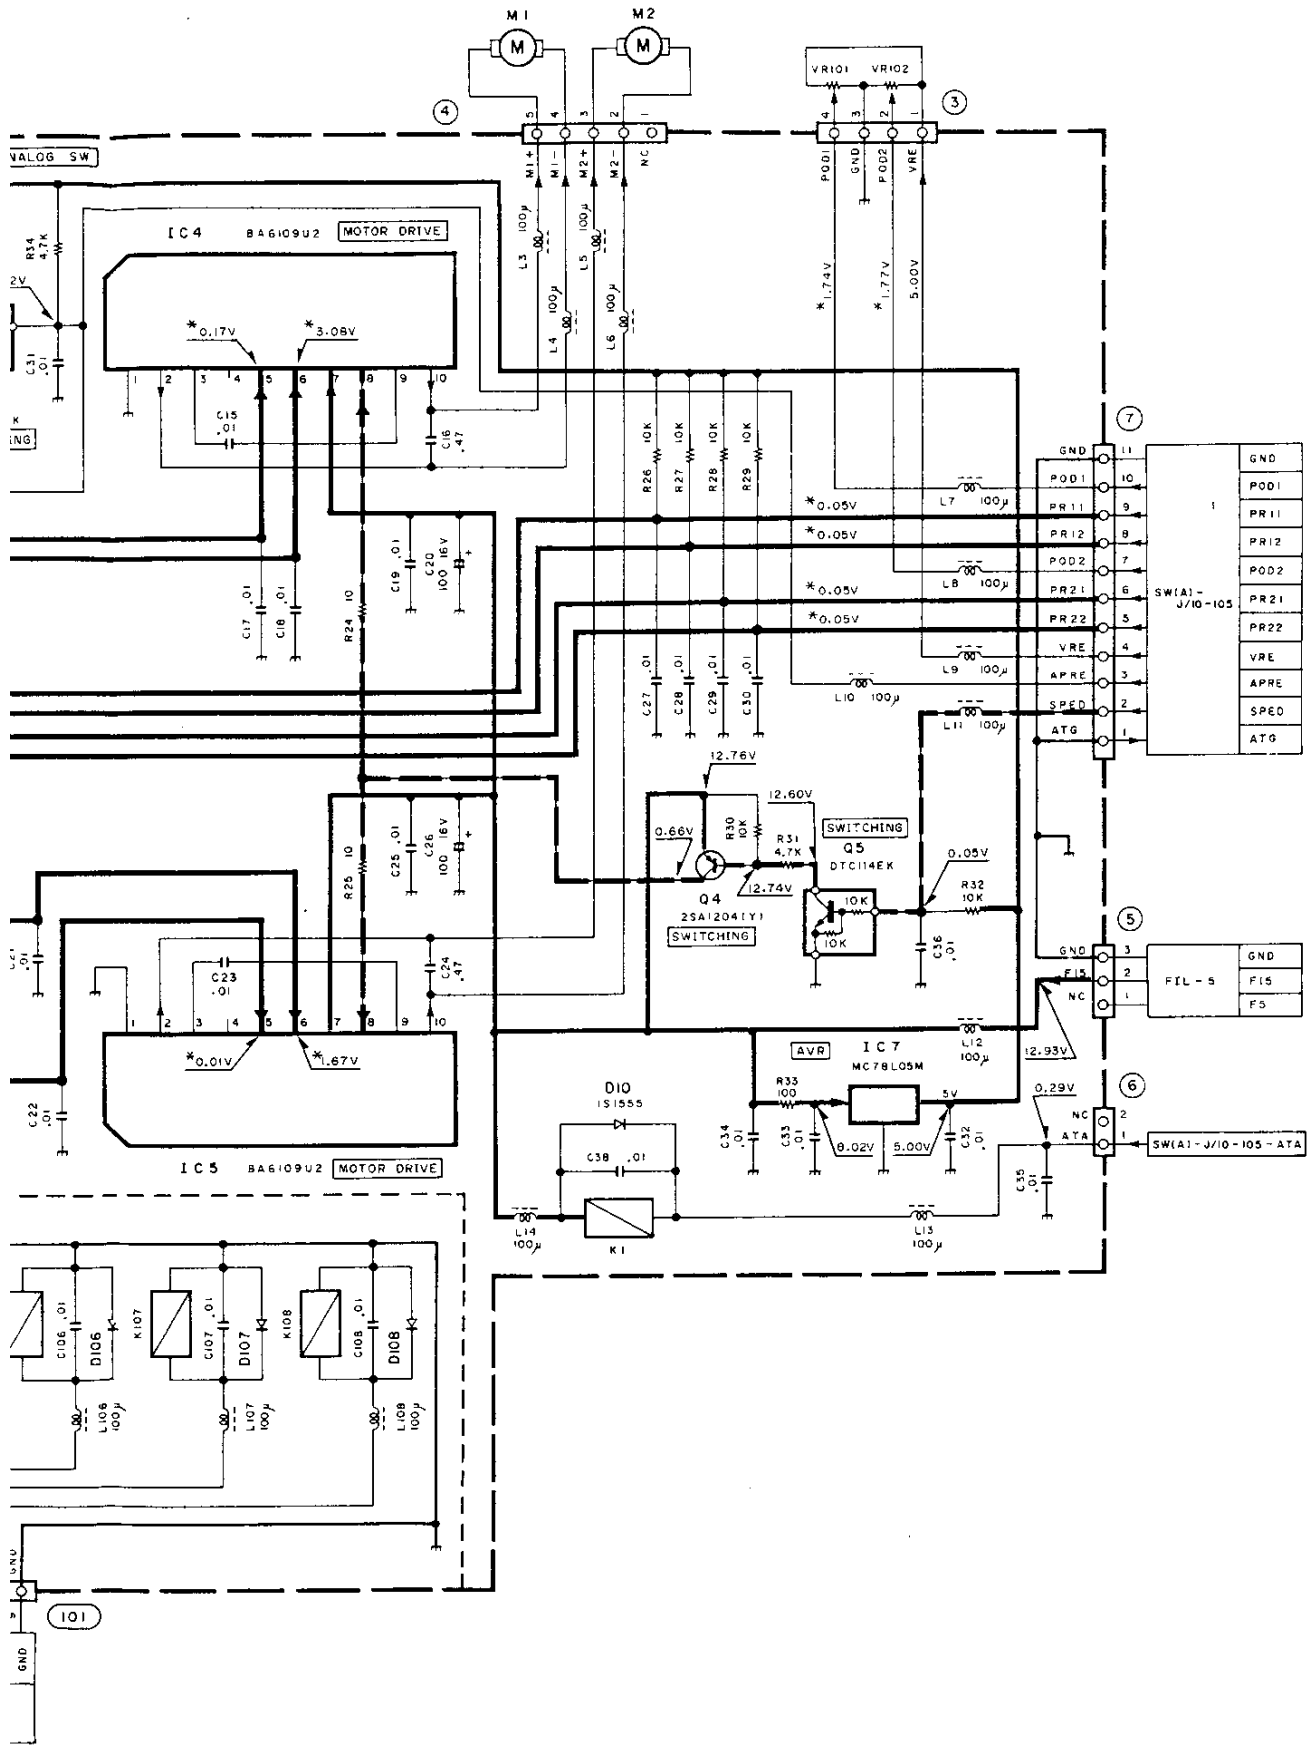 M1 M2
M M
VR101 VR102
4 3
5 4 3 2 1
4 3 2 1
NALOG SW
M1+ M1- M2+ M2- NC
POD1 GND POD2 VRE
IC4 BA6109U2 MOTOR DRIVE
R34 4.7K
L3 100μ
L5 100μ
L4 100μ
L6 100μ
*1.74V *1.77V 5.00V
2V
*0.17V *3.08V
C31 .01
1 2 3 4 5 6 7 8 9 10
K
ING
C15 .01
C16 .47
R26 10K
R27 10K
R28 10K
R29 10K
7
GND 11 GND
POD1 10 POD1
L7 100μ
*0.05V PR11 9 PR11
*0.05V PR12 8 PR12
POD2 7 POD2
L8 100μ
*0.05V PR21 6 PR21
SW(A)-
J/10-105
*0.05V PR22 5 PR22
VRE 4 VRE
L9 100μ
APRE 3 APRE
L10 100μ
SPED 2 SPED
L11 100μ
ATG 1 ATG
C19 .01
C20 100 16V +
C17 .01
C18 .01
R24 10
C27 .01
C28 .01
C29 .01
C30 .01
12.76V
12.60V
R30 10K
0.66V
R31 4.7K
SWITCHING
Q5
DTC114EK
0.05V
12.74V
Q4
2SA1204(Y)
SWITCHING
10K
10K
R32
10K
C36 .01
R25 10
C25 .01
C26 100 16V +
C21 .01
C23 .01
C24 .47
5
GND 3 GND
F15 2 FIL-5 F15
NC 1 F5
1 2 3 4 5 6 7 8 9 10
*0.01V *1.67V
L12 100μ
12.93V
AVR IC7
MC78L05M
R33 100
5V
C34 .01
C33 .01
8.02V
5.00V
C32 .01
0.29V
6
NC 2
ATA 1 SW(A)-J/10-105-ATA
C35 .01
C22 .01
D10
1S1555
C38 .01
IC5 BA6109U2 MOTOR DRIVE
L14 100μ
K1
L13 100μ
C106 .01
D106
K107
C107 .01
D107
K108
C108 .01
D108
L106 100μ
L107 100μ
L108 100μ
GND
101
GND